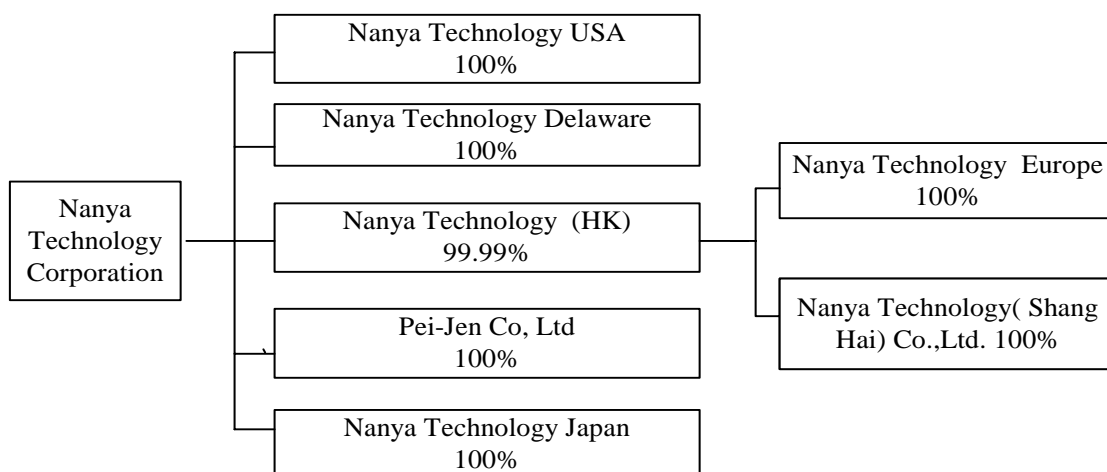 Nanya
Technology
Corporation
Nanya Technology USA
100%
Nanya Technology Delaware
100%
Nanya Technology (HK)
99.99%
Pei-Jen Co, Ltd
100%
Nanya Technology Japan
100%
Nanya Technology Europe
100%
Nanya Technology( Shang
Hai) Co.,Ltd. 100%